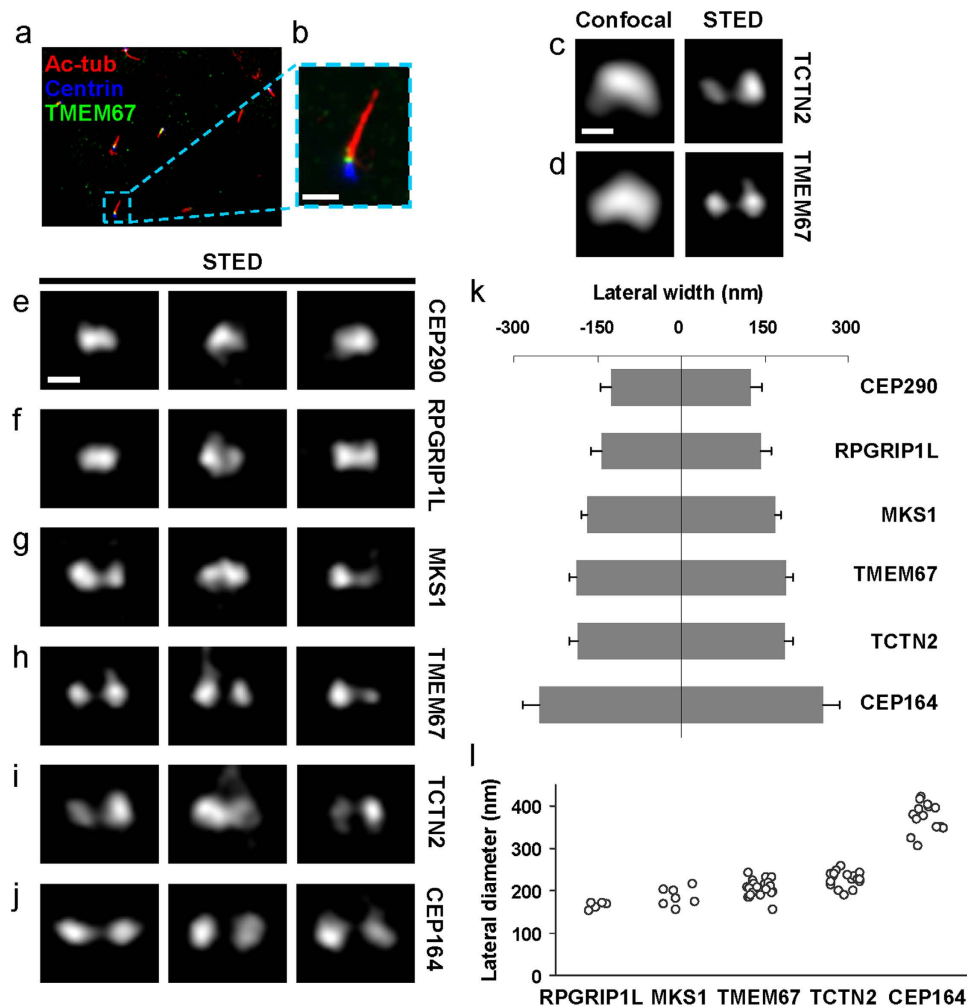 a
b
Ac-tub
Centrin
TMEM67
Confocal
STED
c
TCTN2
d
TMEM67
STED
e
CEP290
f
RPGRIP1L
g
MKS1
h
TMEM67
i
TCTN2
j
CEP164
k
Lateral width (nm)
-300
-150
0
150
300
CEP290
RPGRIP1L
MKS1
TMEM67
TCTN2
CEP164
l
Lateral diameter (nm)
400
300
200
100
0
RPGRIP1L MKS1 TMEM67 TCTN2 CEP164